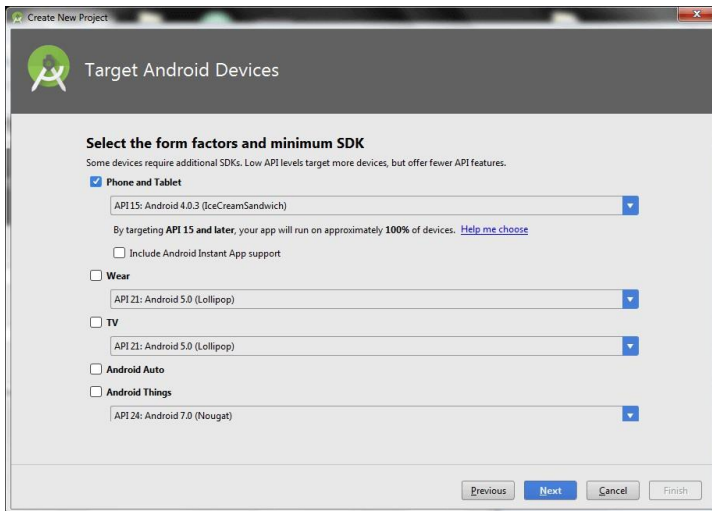 Create New Project
Target Android Devices
Select the form factors and minimum SDK
Some devices require additional SDKs. Low API levels target more devices, but offer fewer API features.
Phone and Tablet
API 15: Android 4.0.3 (IceCreamSandwich)
By targeting API 15 and later, your app will run on approximately 100% of devices. Help me choose
Include Android Instant App support
Wear
API 21: Android 5.0 (Lollipop)
TV
API 21: Android 5.0 (Lollipop)
Android Auto
Android Things
API 24: Android 7.0 (Nougat)
Previous Next Cancel Finish